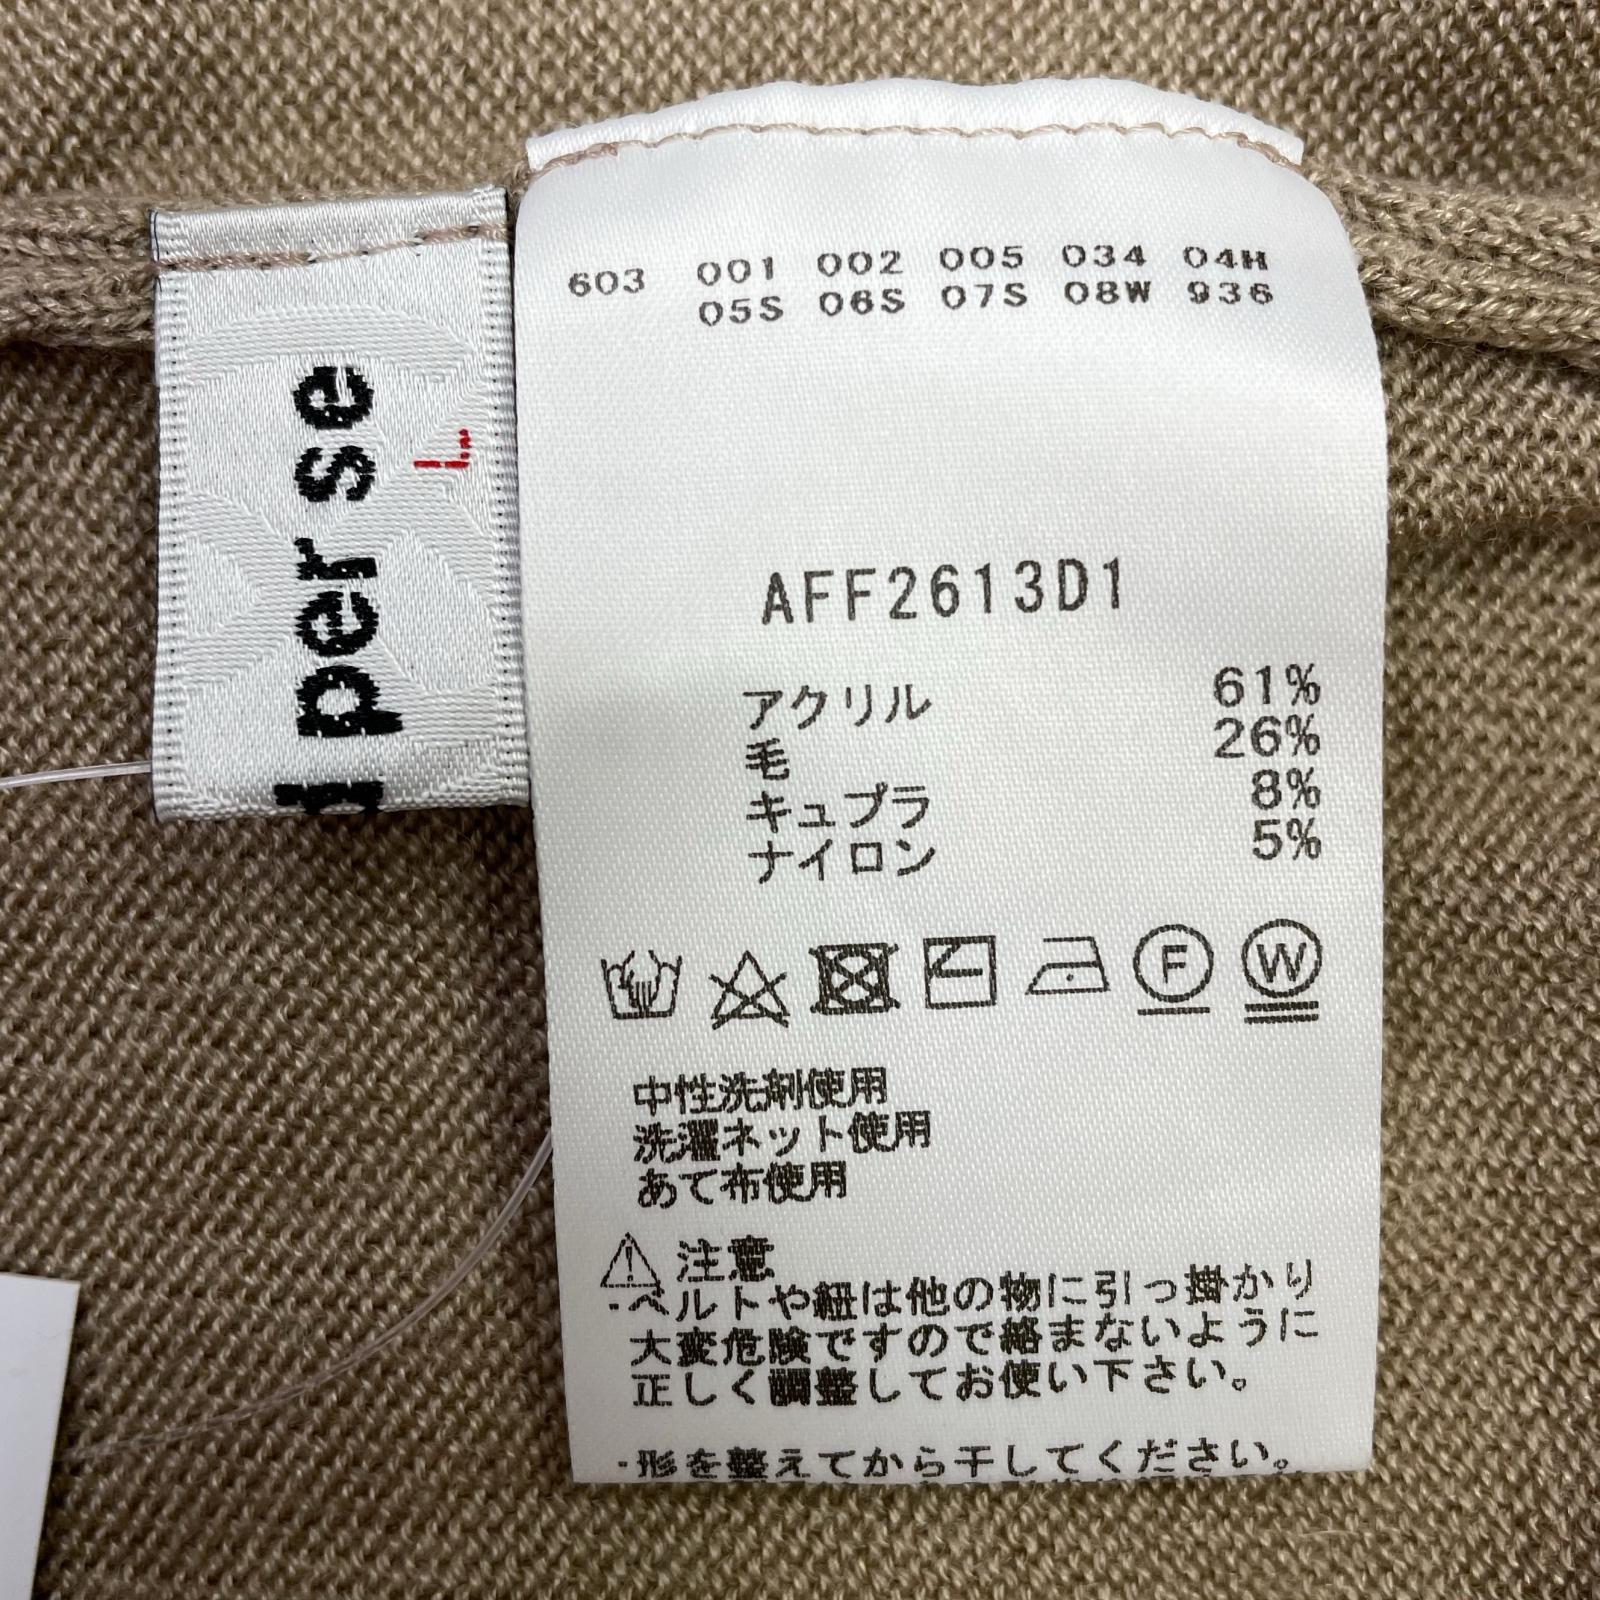 per se
L
603 001 002 005 034 04H
05S 06S 07S 08W 936
AFF2613D1
アクリル 61%
毛 26%
キュプラ 8%
ナイロン 5%
F W
中性洗剤使用
洗濯ネット使用
あて布使用
注意
・ベルトや紐は他の物に引っ掛かり
大変危険ですので絡まないように
正しく調整してお使い下さい。
・形を整えてから干してください。